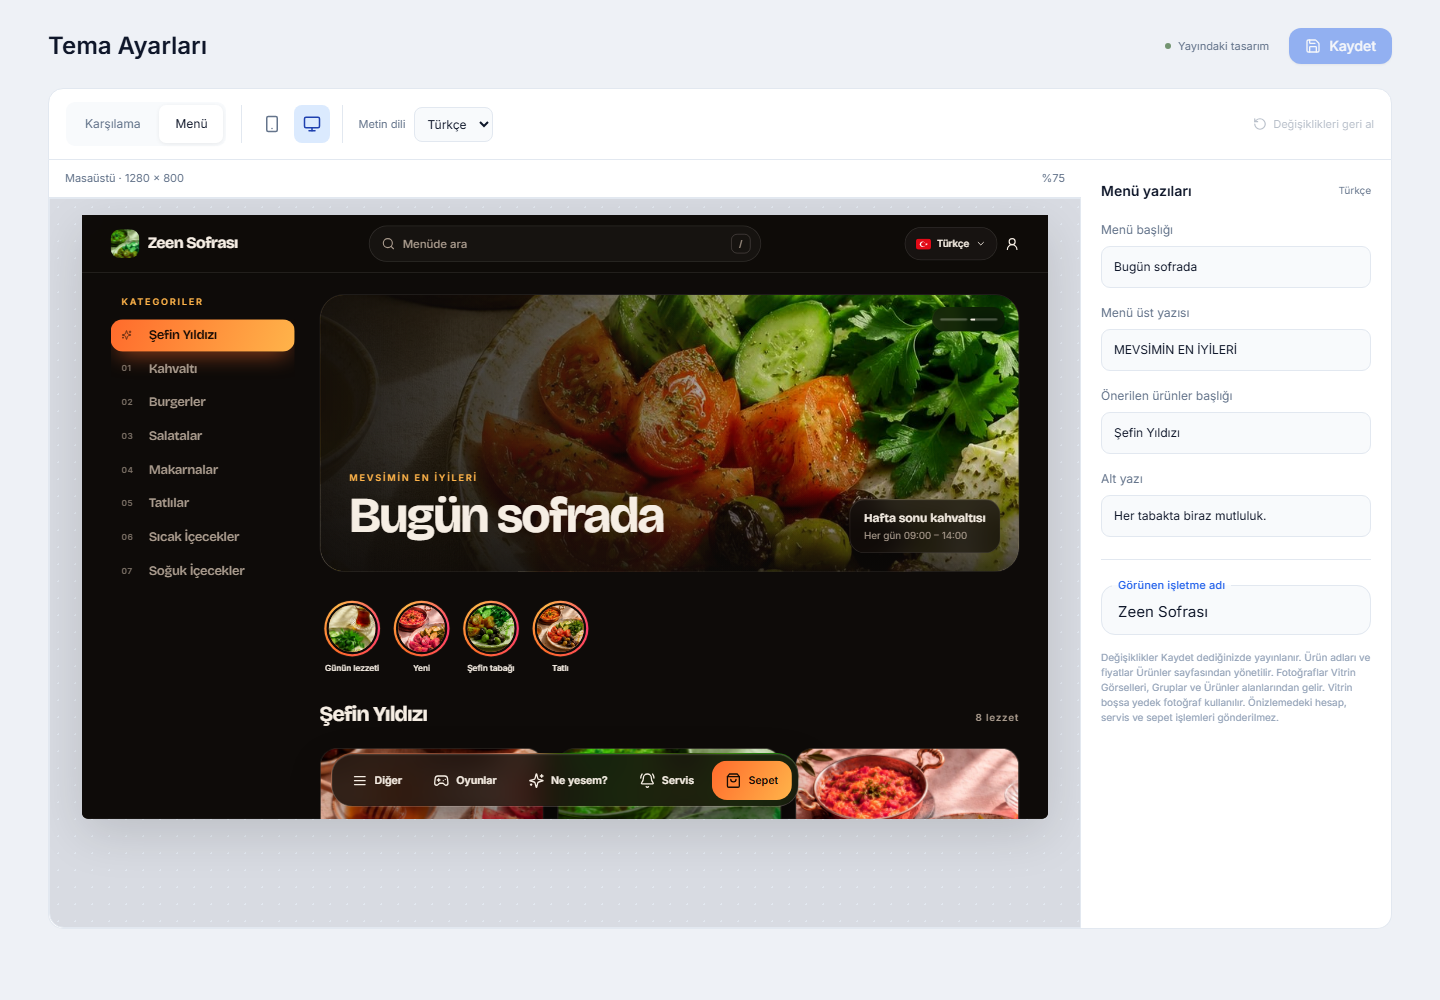 Tema Ayarları
Yayındaki tasarım
Kaydet
Karşılama
Menü
Metin dili
Türkçe
Değişiklikleri geri al
Masaüstü · 1280 × 800
%75
Zeen Sofrası
Menüde ara
/
Türkçe
KATEGORILER
Şefin Yıldızı
01 Kahvaltı
02 Burgerler
03 Salatalar
04 Makarnalar
05 Tatlılar
06 Sıcak İçecekler
07 Soğuk İçecekler
MEVSİMİN EN İYİLERİ
Bugün sofrada
Hafta sonu kahvaltısı
Her gün 09:00 – 14:00
Günün lezzeti
Yeni
Şefin tabağı
Tatlı
Şefin Yıldızı
8 lezzet
Diğer
Oyunlar
Ne yesem?
Servis
Sepet
Menü yazıları
Türkçe
Menü başlığı
Bugün sofrada
Menü üst yazısı
MEVSİMİN EN İYİLERİ
Önerilen ürünler başlığı
Şefin Yıldızı
Alt yazı
Her tabakta biraz mutluluk.
Görünen işletme adı
Zeen Sofrası
Değişiklikler Kaydet dediğinizde yayınlanır. Ürün adları ve
fiyatlar Ürünler sayfasından yönetilir. Fotoğraflar Vitrin
Görselleri, Gruplar ve Ürünler alanlarından gelir. Vitrin
boşsa yedek fotoğraf kullanılır. Önizlemedeki hesap,
servis ve sepet işlemleri gönderilmez.